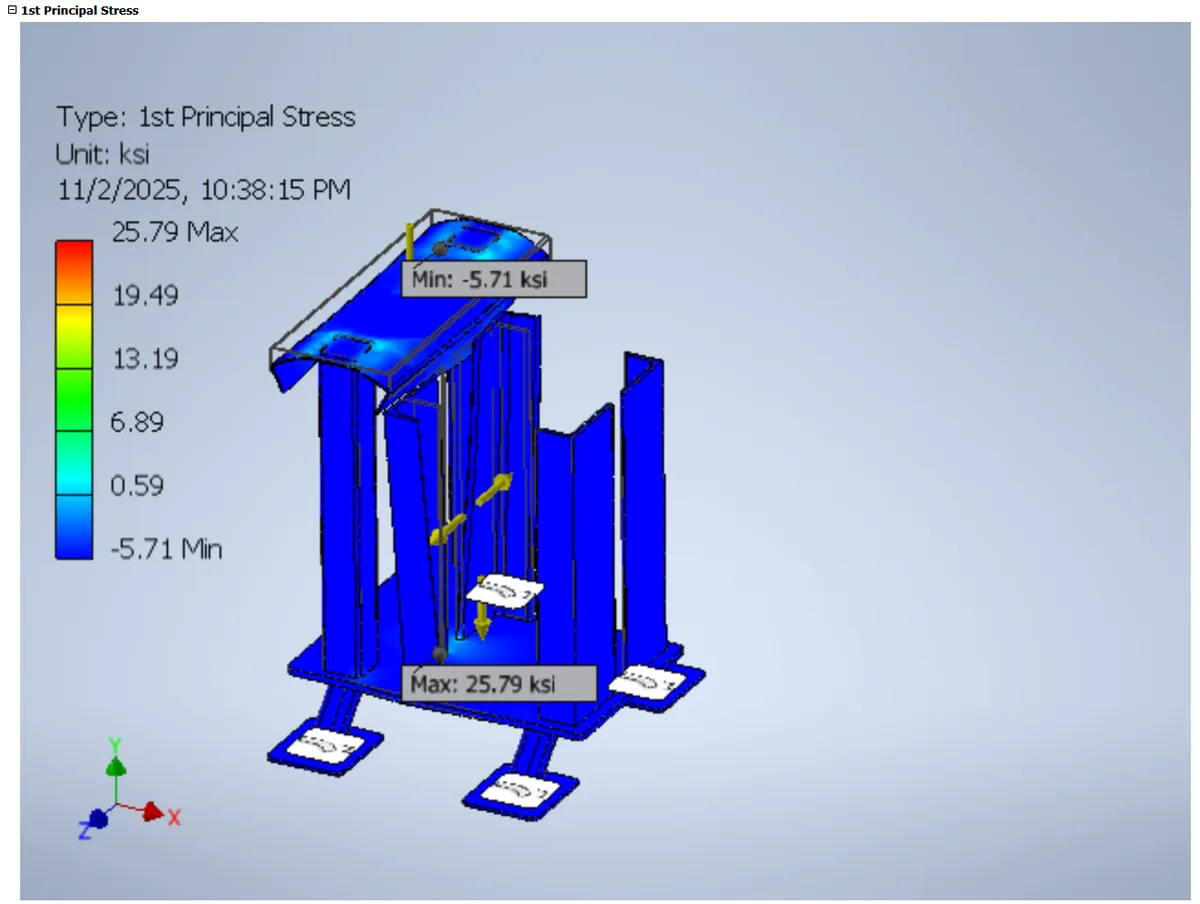 1st Principal Stress
Type: 1st Principal Stress
Unit: ksi
11/2/2025, 10:38:15 PM
25.79 Max
19.49
13.19
6.89
0.59
-5.71 Min
Min: -5.71 ksi
Max: 25.79 ksi
Y
X
Z